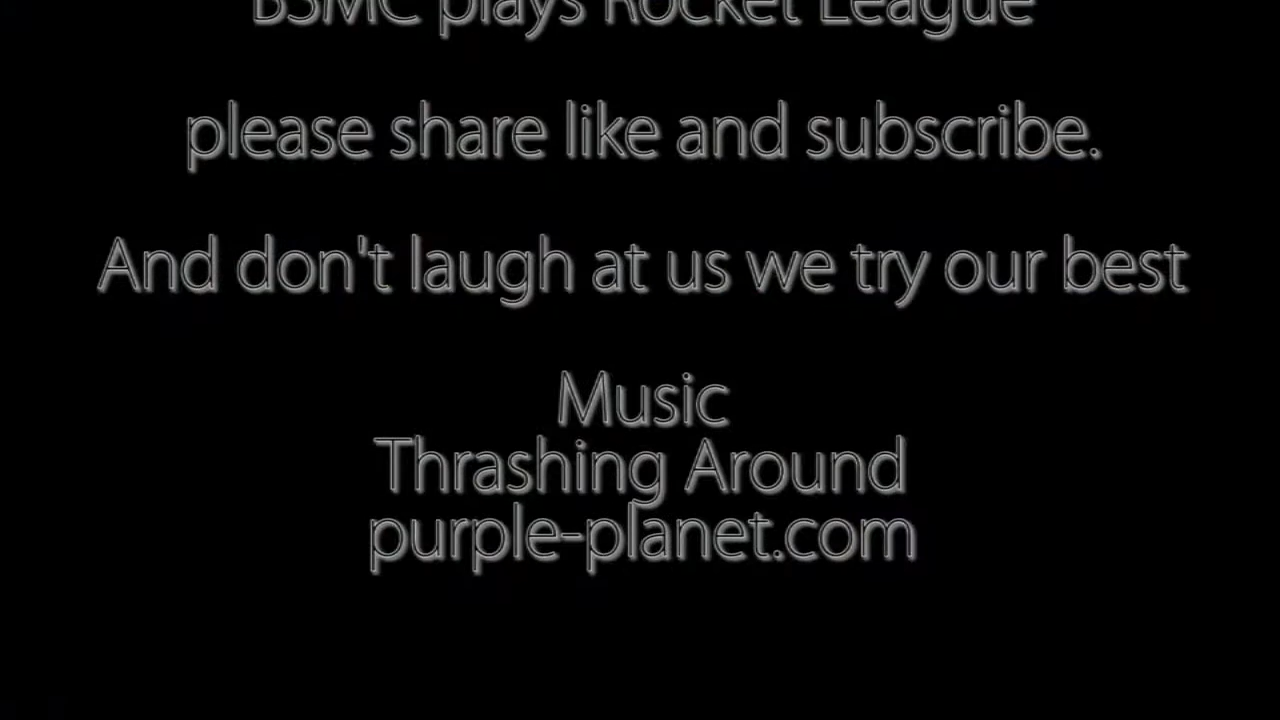 BSMC plays Rocket League
please share like and subscribe.
And don't laugh at us we try our best
Music
Thrashing Around
purple-planet.com